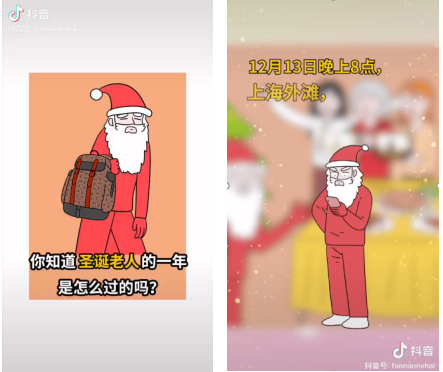 抖音
你知道圣诞老人的一年
是怎么过的吗？
12月13日晚上8点，
上海外滩，
抖音
抖音号: fannaonvhai